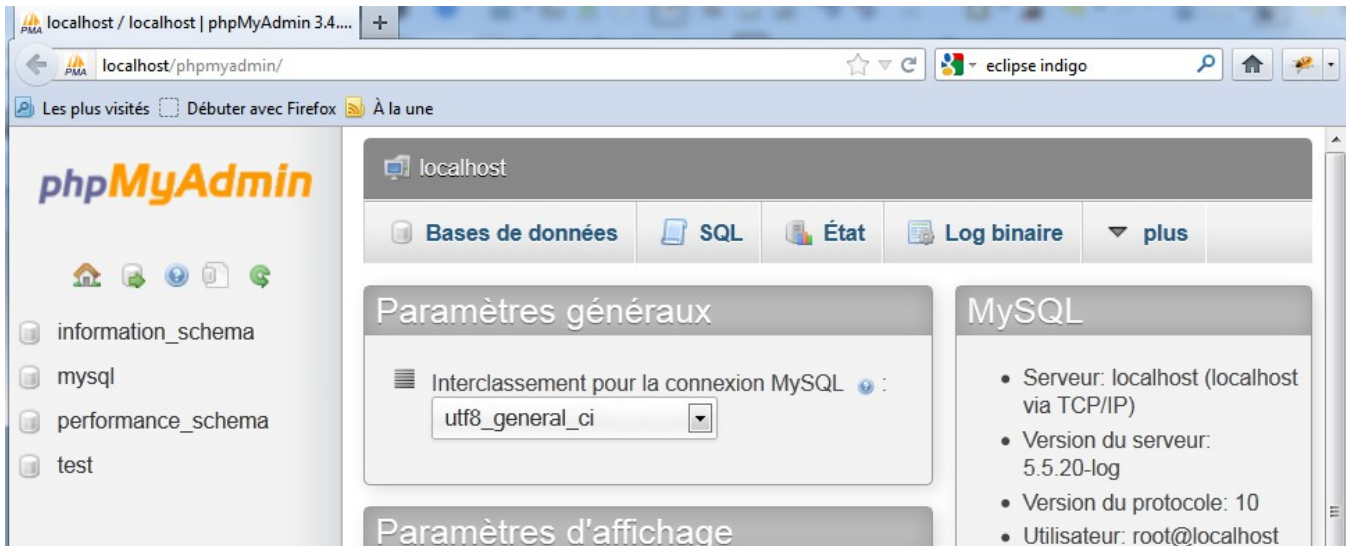 localhost / localhost | phpMyAdmin 3.4....
PMA localhost/phpmyadmin/
eclipse indigo
Les plus visités Débuter avec Firefox À la une
phpMyAdmin
information_schema
mysql
performance_schema
test
localhost
Bases de données SQL État Log binaire plus
Paramètres généraux
Interclassement pour la connexion MySQL :
utf8_general_ci
Paramètres d'affichage
MySQL
Serveur: localhost (localhost
via TCP/IP)
Version du serveur:
5.5.20-log
Version du protocole: 10
Utilisateur: root@localhost